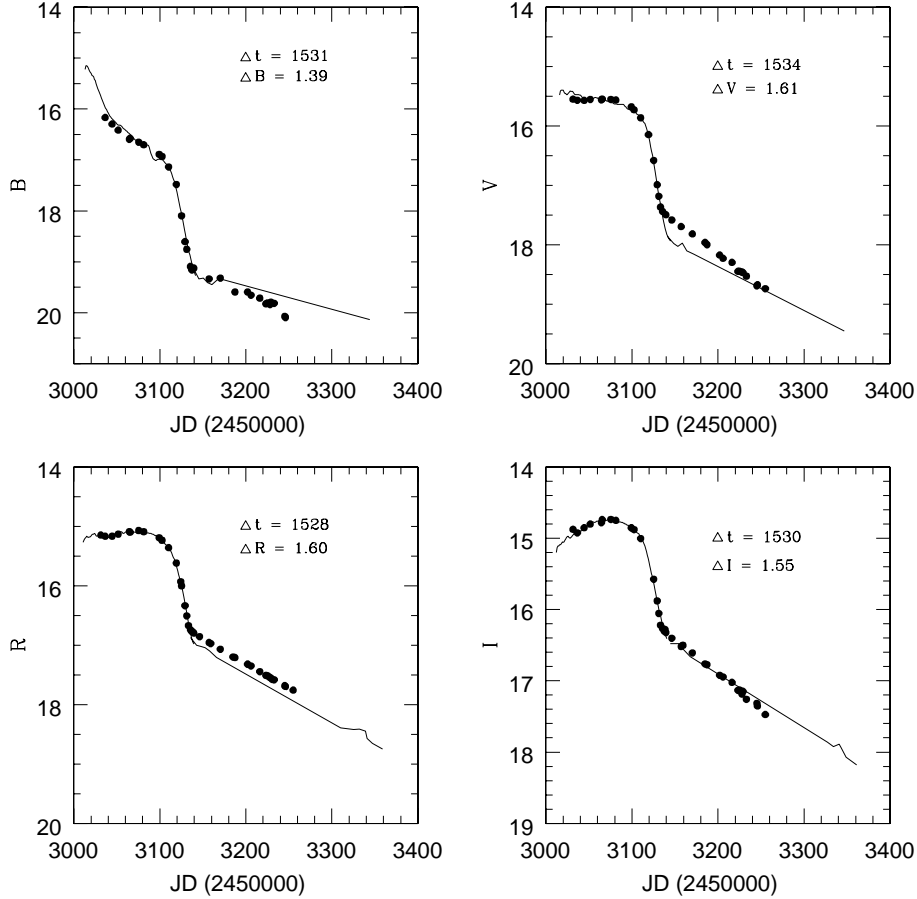 14
16
18
20
B
△ t = 1531
△ B = 1.39
3000 3100 3200 3300 3400
JD (2450000)
14
16
18
20
V
△ t = 1534
△ V = 1.61
3000 3100 3200 3300 3400
JD (2450000)
14
16
18
20
R
△ t = 1528
△ R = 1.60
3000 3100 3200 3300 3400
JD (2450000)
14
15
16
17
18
19
I
△ t = 1530
△ I = 1.55
3000 3100 3200 3300 3400
JD (2450000)